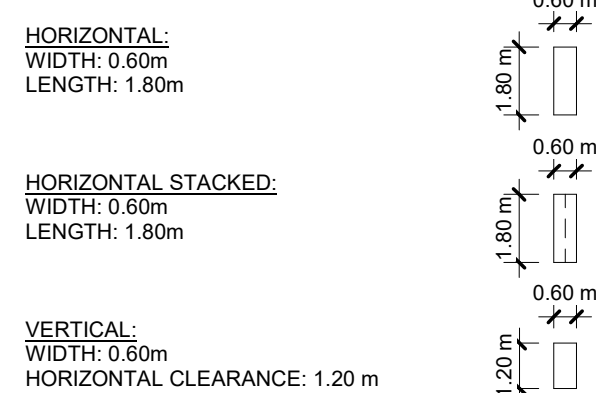 HORIZONTAL:
WIDTH: 0.60m
LENGTH: 1.80m
0.60 m
1.80 m
HORIZONTAL STACKED:
WIDTH: 0.60m
LENGTH: 1.80m
0.60 m
1.80 m
VERTICAL:
WIDTH: 0.60m
HORIZONTAL CLEARANCE: 1.20 m
0.60 m
1.20 m